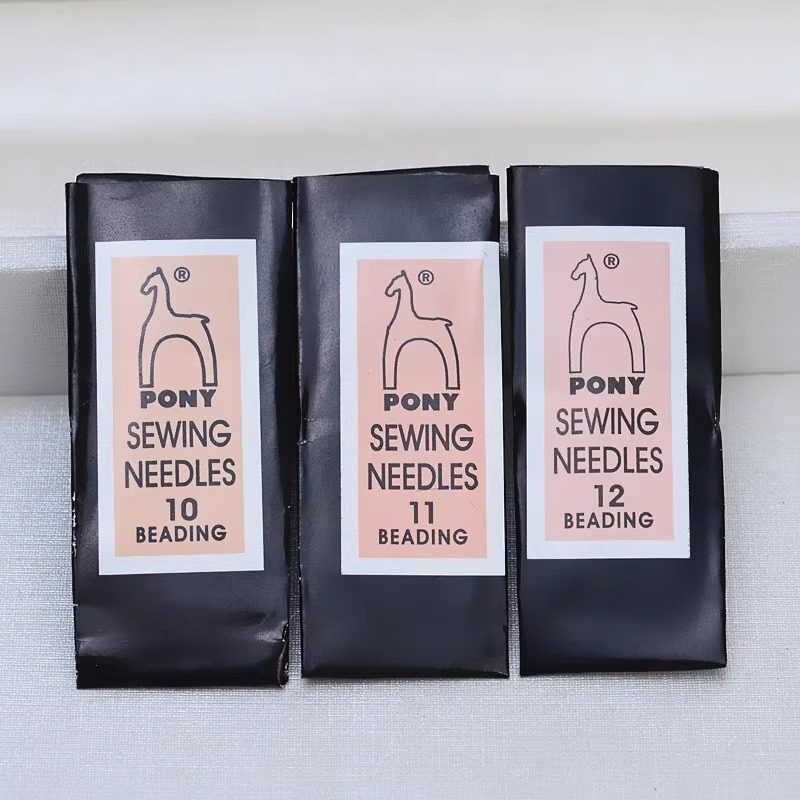 ®
PONY
SEWING
NEEDLES
10
BEADING
®
PONY
SEWING
NEEDLES
11
BEADING
®
PONY
SEWING
NEEDLES
12
BEADING